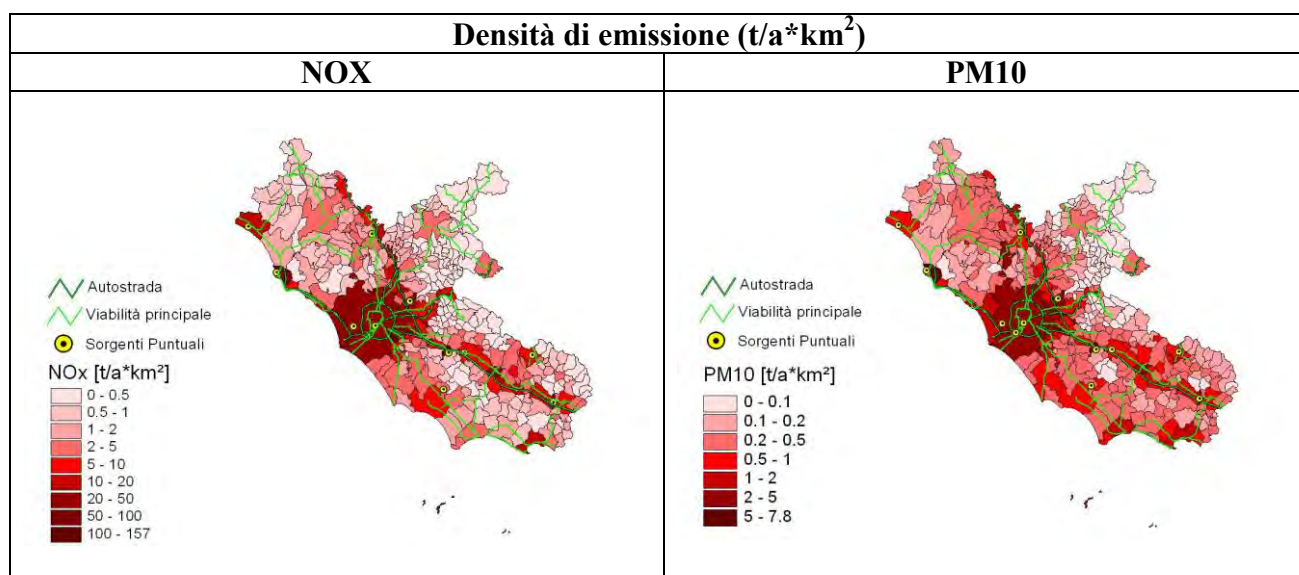 Densità di emissione (t/a*km²)
NOX
PM10
Autostrada
Viabilità principale
Sorgenti Puntuali
NOx [t/a*km²]
0 - 0.5
0.5 - 1
1 - 2
2 - 5
5 - 10
10 - 20
20 - 50
50 - 100
100 - 157
Autostrada
Viabilità principale
Sorgenti Puntuali
PM10 [t/a*km²]
0 - 0.1
0.1 - 0.2
0.2 - 0.5
0.5 - 1
1 - 2
2 - 5
5 - 7.8